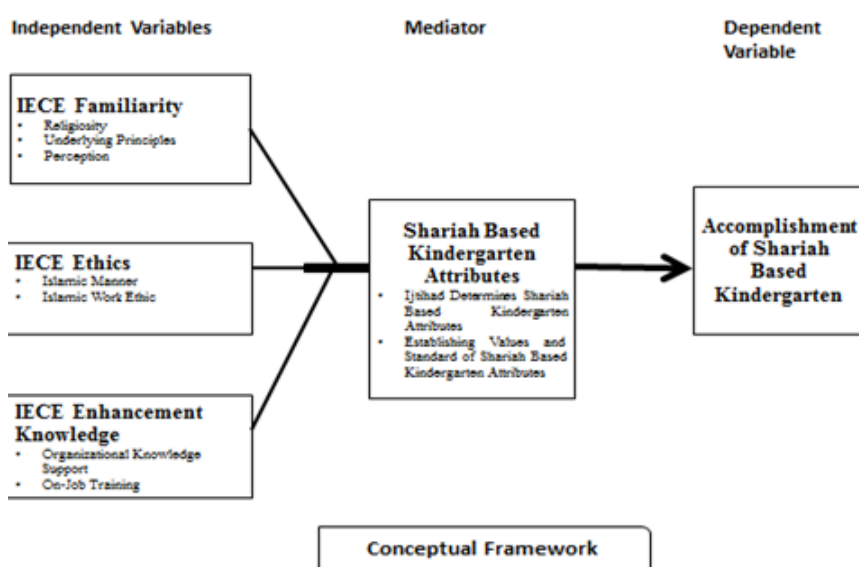 Independent Variables
Mediator
Dependent
Variable
IECE Familiarity
• Religiosity
• Underlying Principles
• Perception
IECE Ethics
• Islamic Manner
• Islamic Work Ethic
IECE Enhancement
Knowledge
• Organizational Knowledge
Support
• On-Job Training
Shariah Based
Kindergarten
Attributes
• Ijtihad Determines Shariah
Based Kindergarten
Attributes
• Establishing Values and
Standard of Shariah Based
Kindergarten Attributes
Accomplishment
of Shariah
Based
Kindergarten
Conceptual Framework